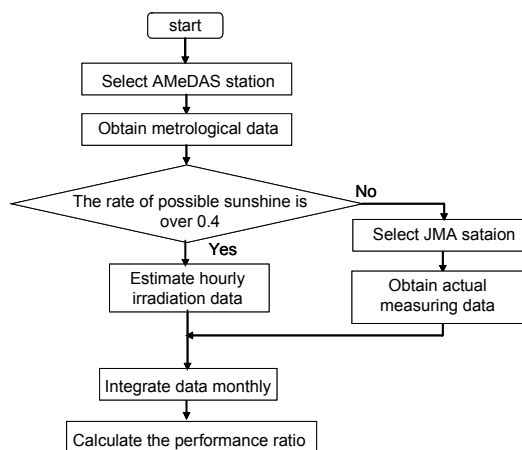 start
Select AMeDAS station
Obtain metrological data
The rate of possible sunshine is
over 0.4
No
Yes
Select JMA sataion
Estimate hourly
irradiation data
Obtain actual
measuring data
Integrate data monthly
Calculate the performance ratio